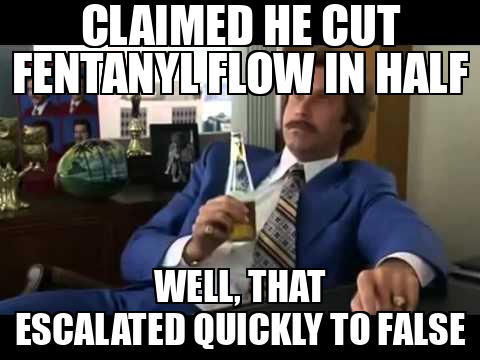 CLAIMED HE CUT
FENTANYL FLOW IN HALF
WELL, THAT
ESCALATED QUICKLY TO FALSE